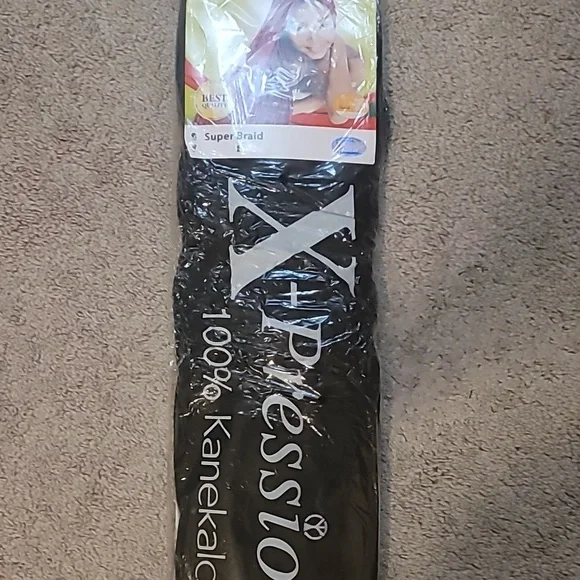 BEST
QUALITY
Super Braid
X-Pressio
100% Kanekalo